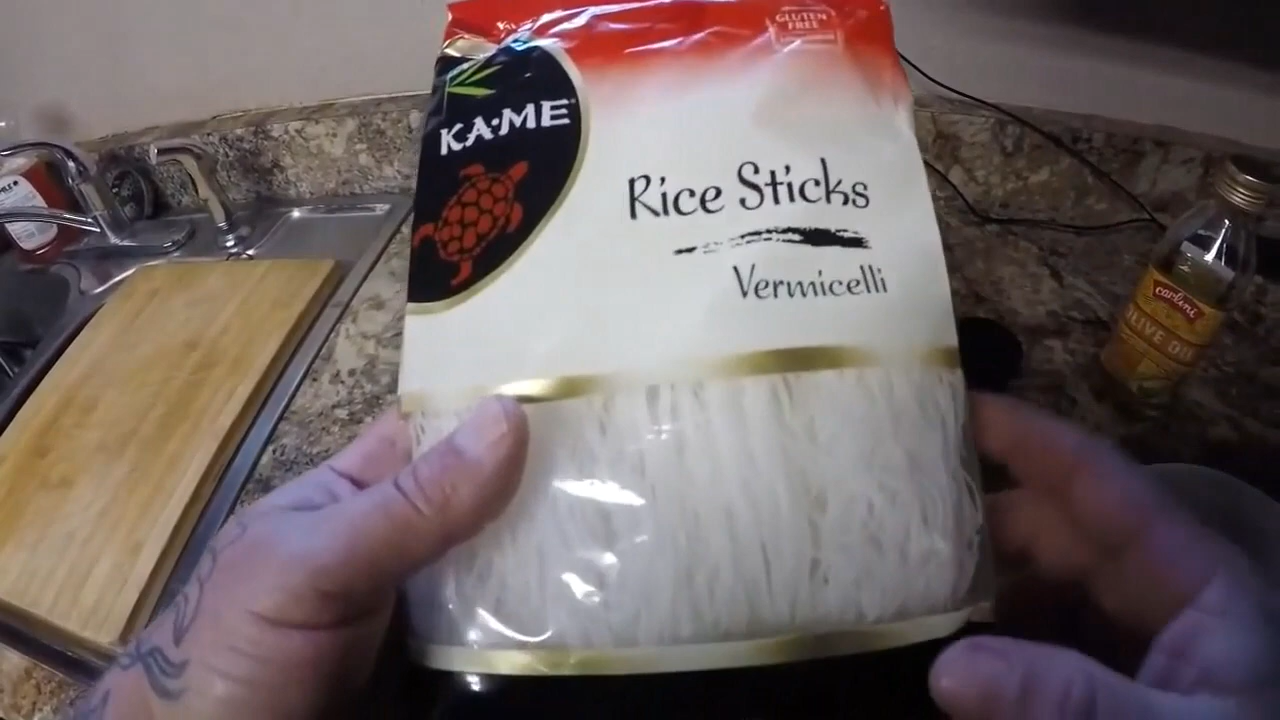 GLUTEN
FREE
KA·ME
Rice Sticks
Vermicelli
carlini
OLIVE OIL